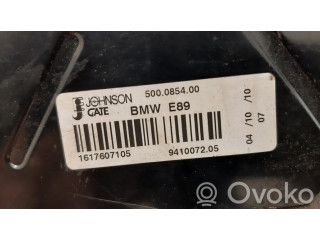 JOHNSON
GATE
500.0854.00
BMW E89
1617607105
9410072.05
04 /10 /10
07
Ovoko